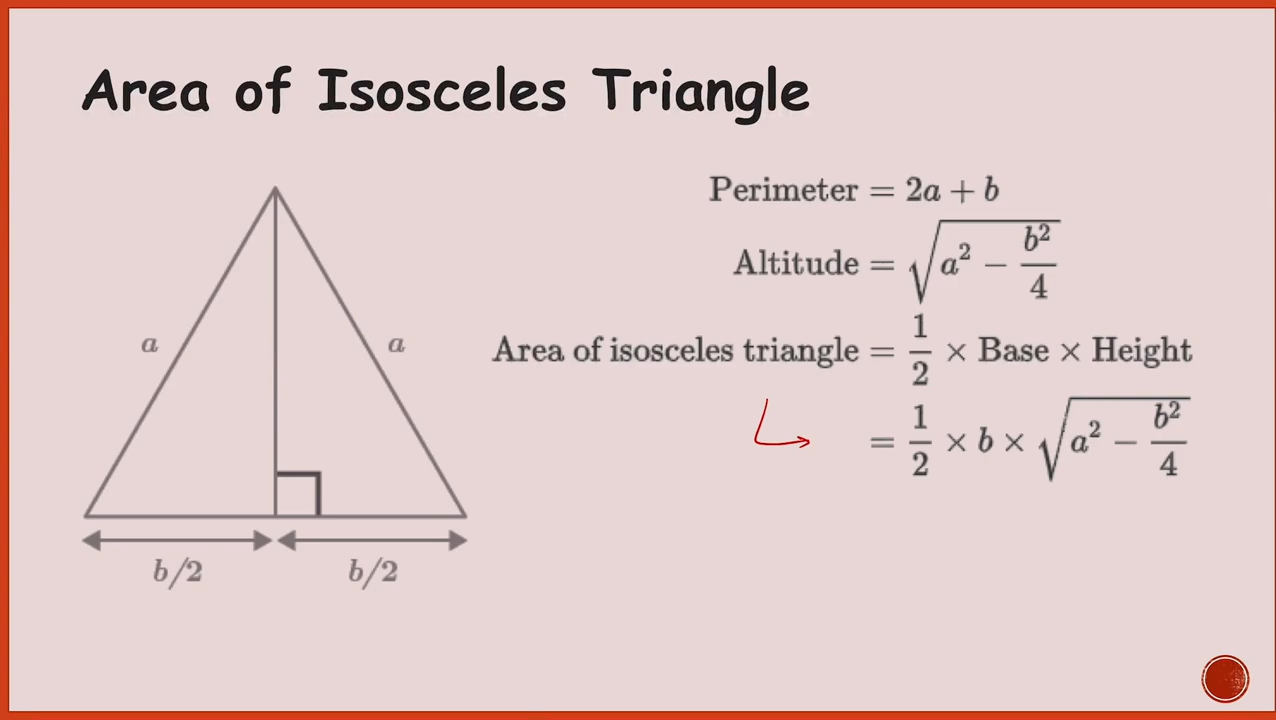 Area of Isosceles Triangle
Perimeter = 2a + b
Altitude = √(a² − b²/4)
Area of isosceles triangle = 1/2 × Base × Height
= 1/2 × b × √(a² − b²/4)
a
a
b/2
b/2